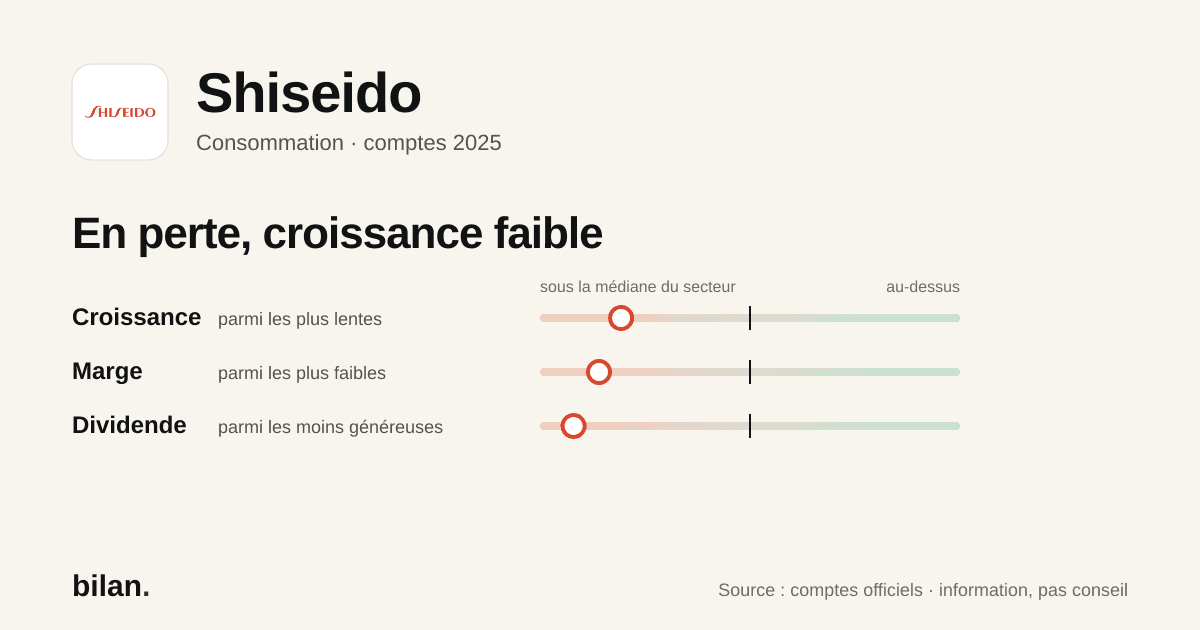 SHISEIDO
Shiseido
Consommation · comptes 2025
En perte, croissance faible
sous la médiane du secteur au-dessus
Croissance parmi les plus lentes
Marge parmi les plus faibles
Dividende parmi les moins généreuses
bilan.
Source : comptes officiels · information, pas conseil